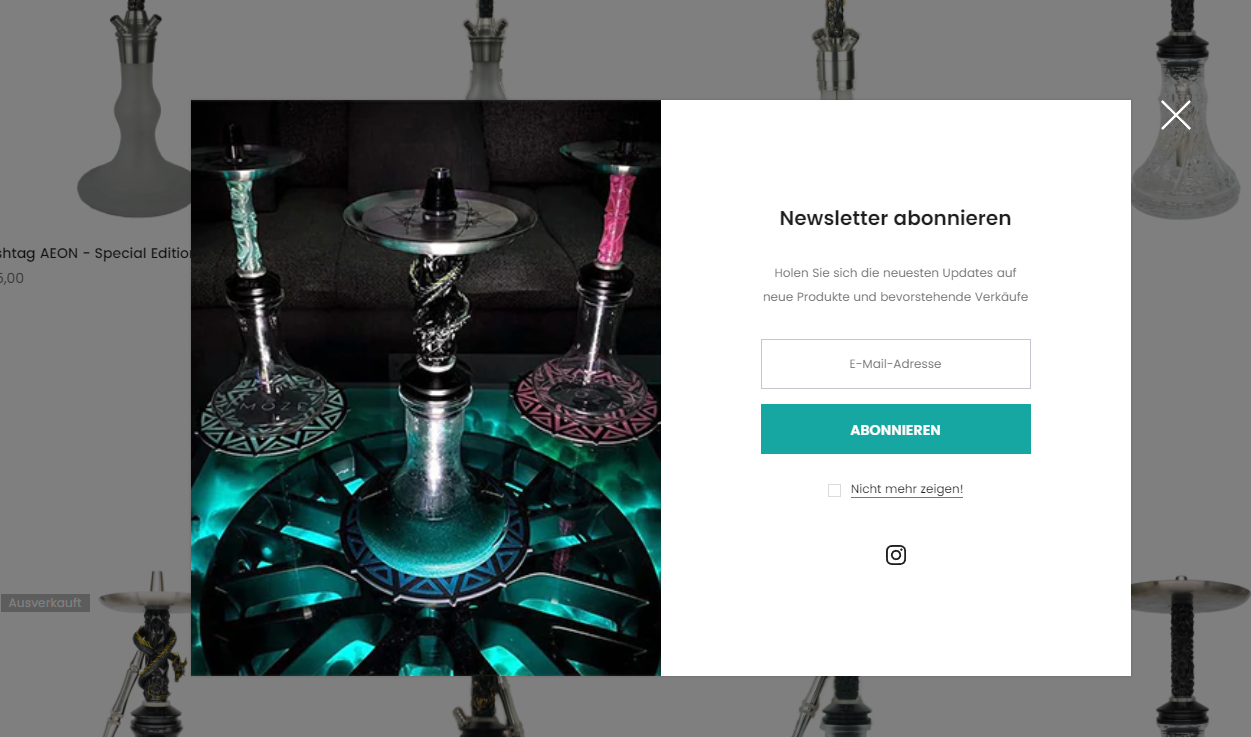 AEON - Special Edition
5,00
Ausverkauft
MOZE
Newsletter abonnieren
Holen Sie sich die neuesten Updates auf
neue Produkte und bevorstehende Verkäufe
E-Mail-Adresse
ABONNIEREN
Nicht mehr zeigen!